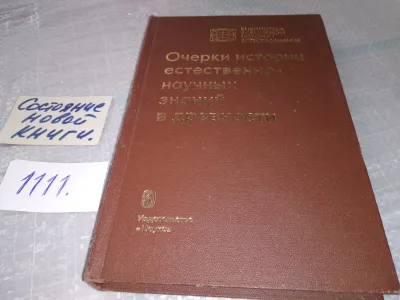 Очерки истории
естественно-
научных
знаний
в древности
Издательство
«Наука»
Состояние
новой
книги.
1111.